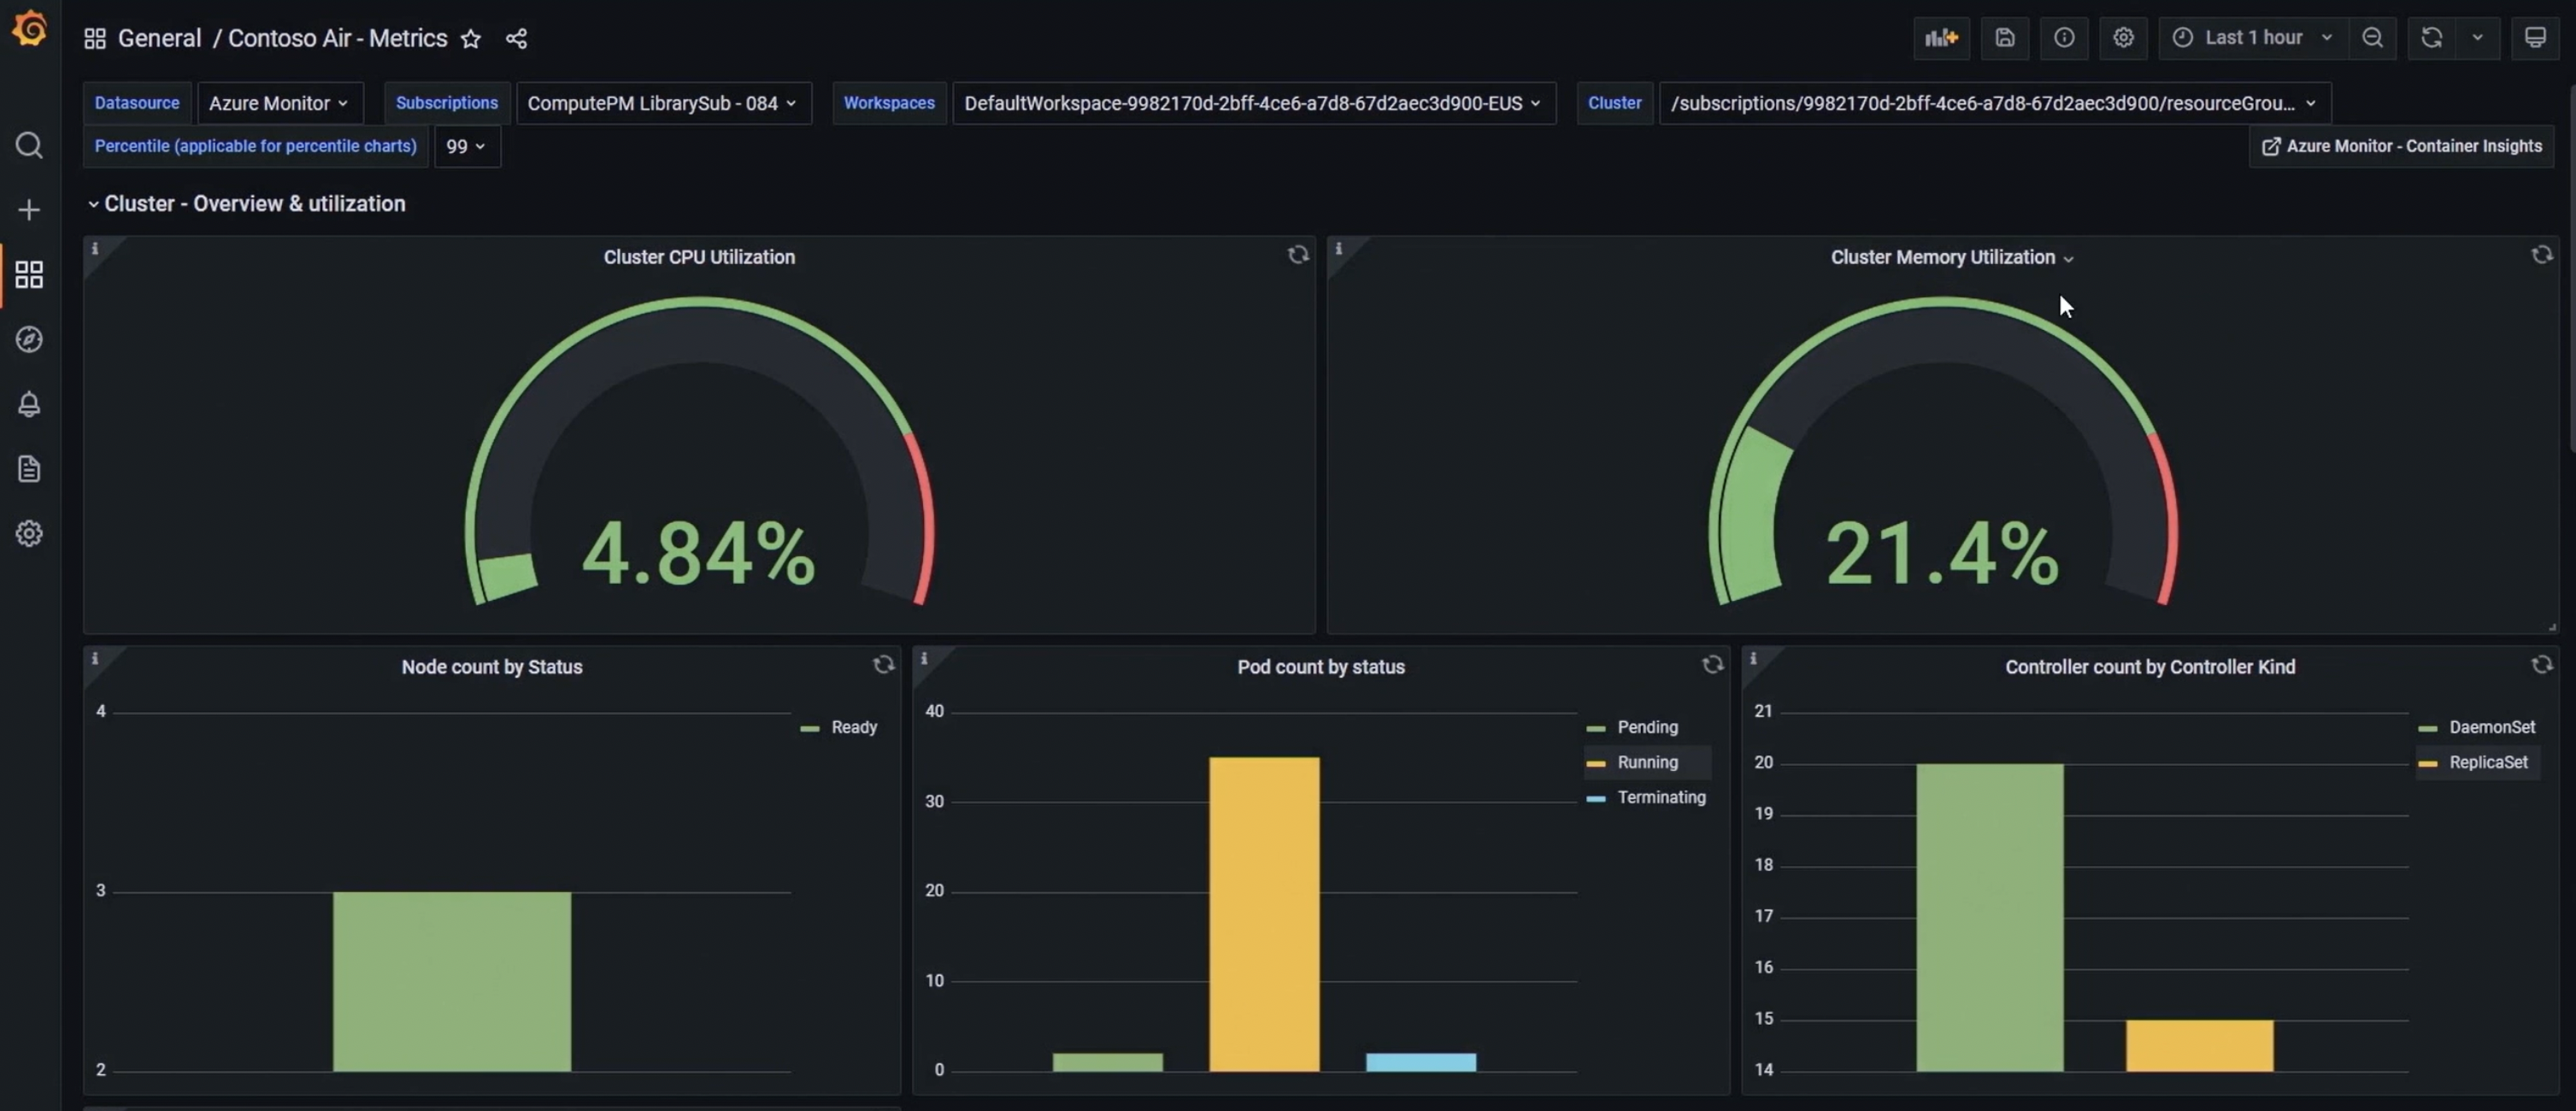 General / Contoso Air - Metrics
Last 1 hour
Datasource Azure Monitor Subscriptions ComputePM LibrarySub - 084 Workspaces DefaultWorkspace-9982170d-2bff-4ce6-a7d8-67d2aec3d900-EUS Cluster /subscriptions/9982170d-2bff-4ce6-a7d8-67d2aec3d900/resourceGrou...
Percentile (applicable for percentile charts) 99
Azure Monitor - Container Insights
Cluster - Overview & utilization
Cluster CPU Utilization
4.84%
Cluster Memory Utilization
21.4%
Node count by Status
4
3
2
Ready
Pod count by status
40
30
20
10
0
Pending
Running
Terminating
Controller count by Controller Kind
21
20
19
18
17
16
15
14
DaemonSet
ReplicaSet